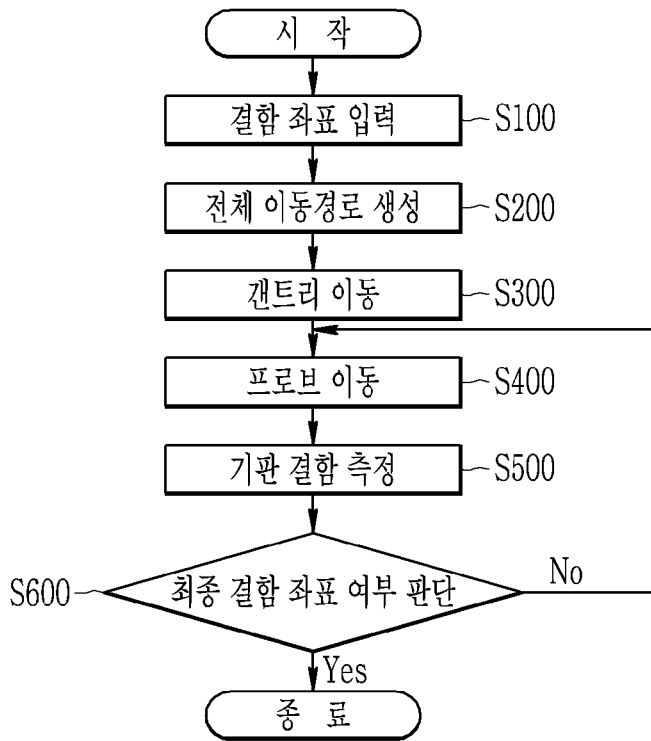 시 작
결함 좌표 입력 S100
전체 이동경로 생성 S200
갠트리 이동 S300
프로브 이동 S400
기판 결함 측정 S500
S600 최종 결함 좌표 여부 판단 No
Yes
종 료